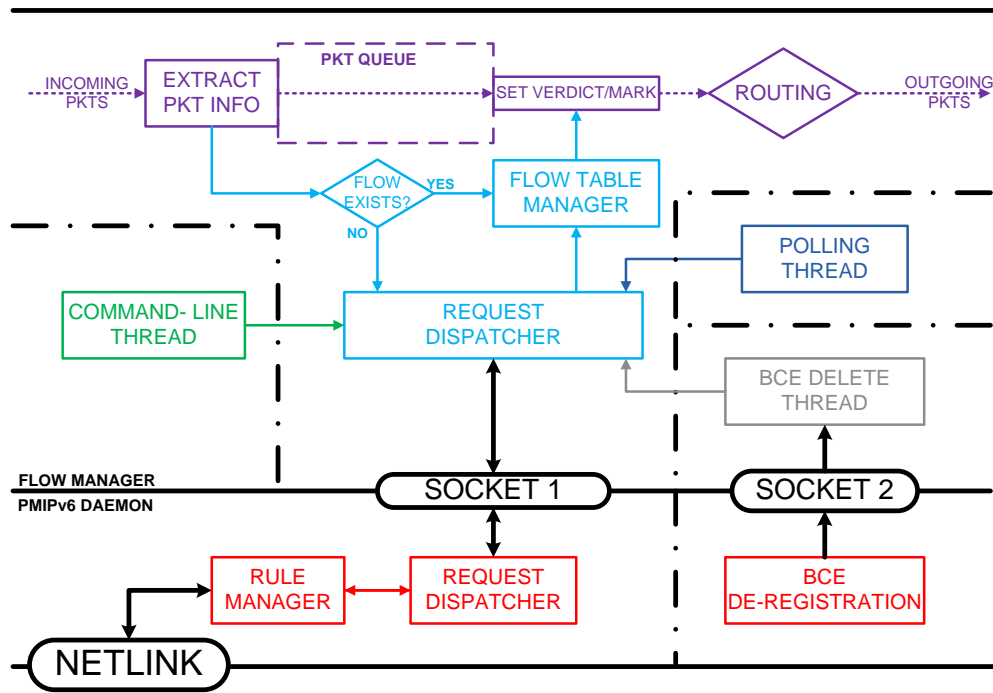 PKT QUEUE
INCOMING
PKTS
EXTRACT
PKT INFO
SET VERDICT/MARK
ROUTING
OUTGOING
PKTS
FLOW
EXISTS?
YES
NO
FLOW TABLE
MANAGER
POLLING
THREAD
COMMAND- LINE
THREAD
REQUEST
DISPATCHER
BCE DELETE
THREAD
FLOW MANAGER
PMIPv6 DAEMON
SOCKET 1
SOCKET 2
RULE
MANAGER
REQUEST
DISPATCHER
BCE
DE-REGISTRATION
NETLINK